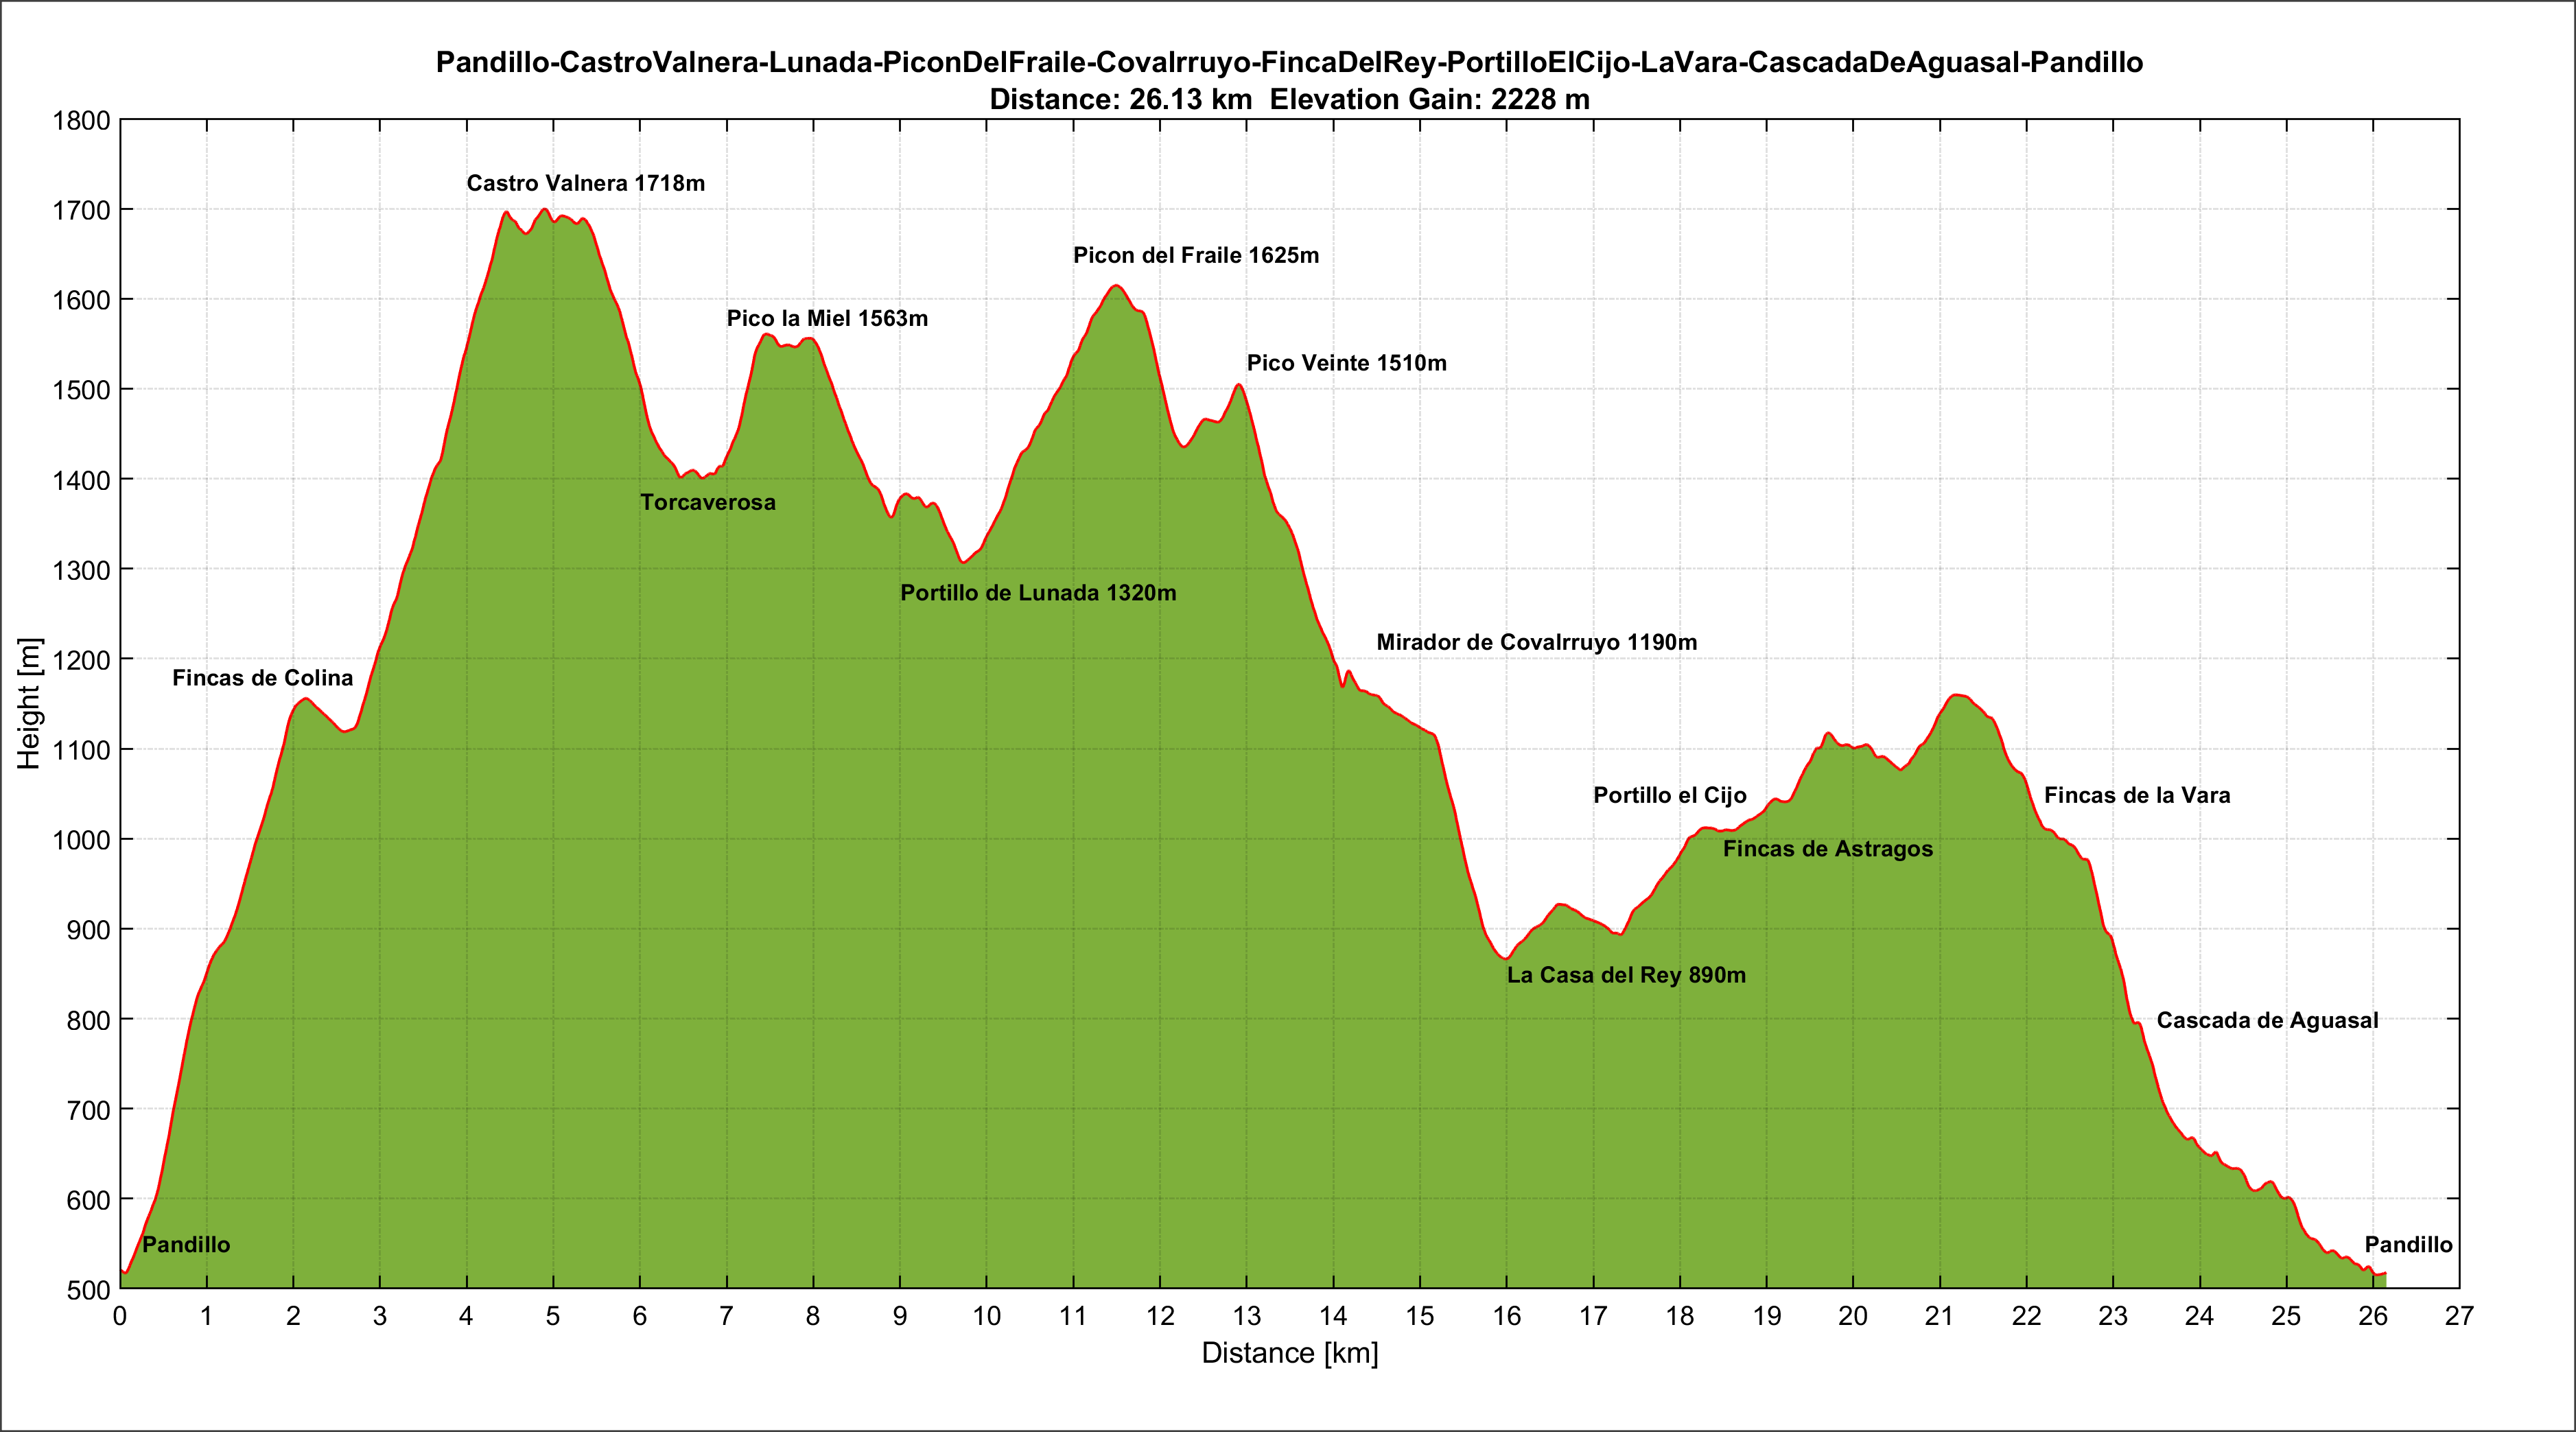 Pandillo-CastroValnera-Lunada-PiconDelFraile-CovaIrruyo-FincaDelRey-PortilloElCijo-LaVara-CascadaDeAguasal-Pandillo
Distance: 26.13 km  Elevation Gain: 2228 m
1800
Castro Valnera 1718m
1700
Picon del Fraile 1625m
1600
Pico la Miel 1563m
Pico Veinte 1510m
1500
1400
Torcaverosa
1300
Portillo de Lunada 1320m
Mirador de CovaIrruyo 1190m
1200
Fincas de Colina
1100
Portillo el Cijo
Fincas de la Vara
1000
Fincas de Astragos
900
La Casa del Rey 890m
800
Cascada de Aguasal
700
600
Pandillo
Pandillo
500
Height [m]
0 1 2 3 4 5 6 7 8 9 10 11 12 13 14 15 16 17 18 19 20 21 22 23 24 25 26 27
Distance [km]